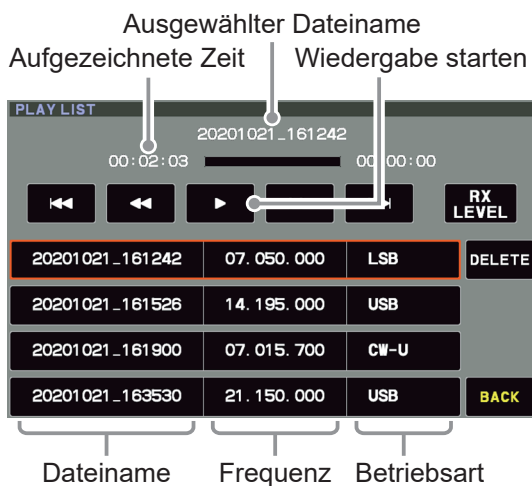 Ausgewählter Dateiname
Aufgezeichnete Zeit Wiedergabe starten
PLAY LIST
20201021_161242
00:02:03 00:00:00
RX LEVEL
20201021_161242 07.050.000 LSB DELETE
20201021_161526 14.195.000 USB
20201021_161900 07.015.700 CW-U
20201021_163530 21.150.000 USB BACK
Dateiname Frequenz Betriebsart